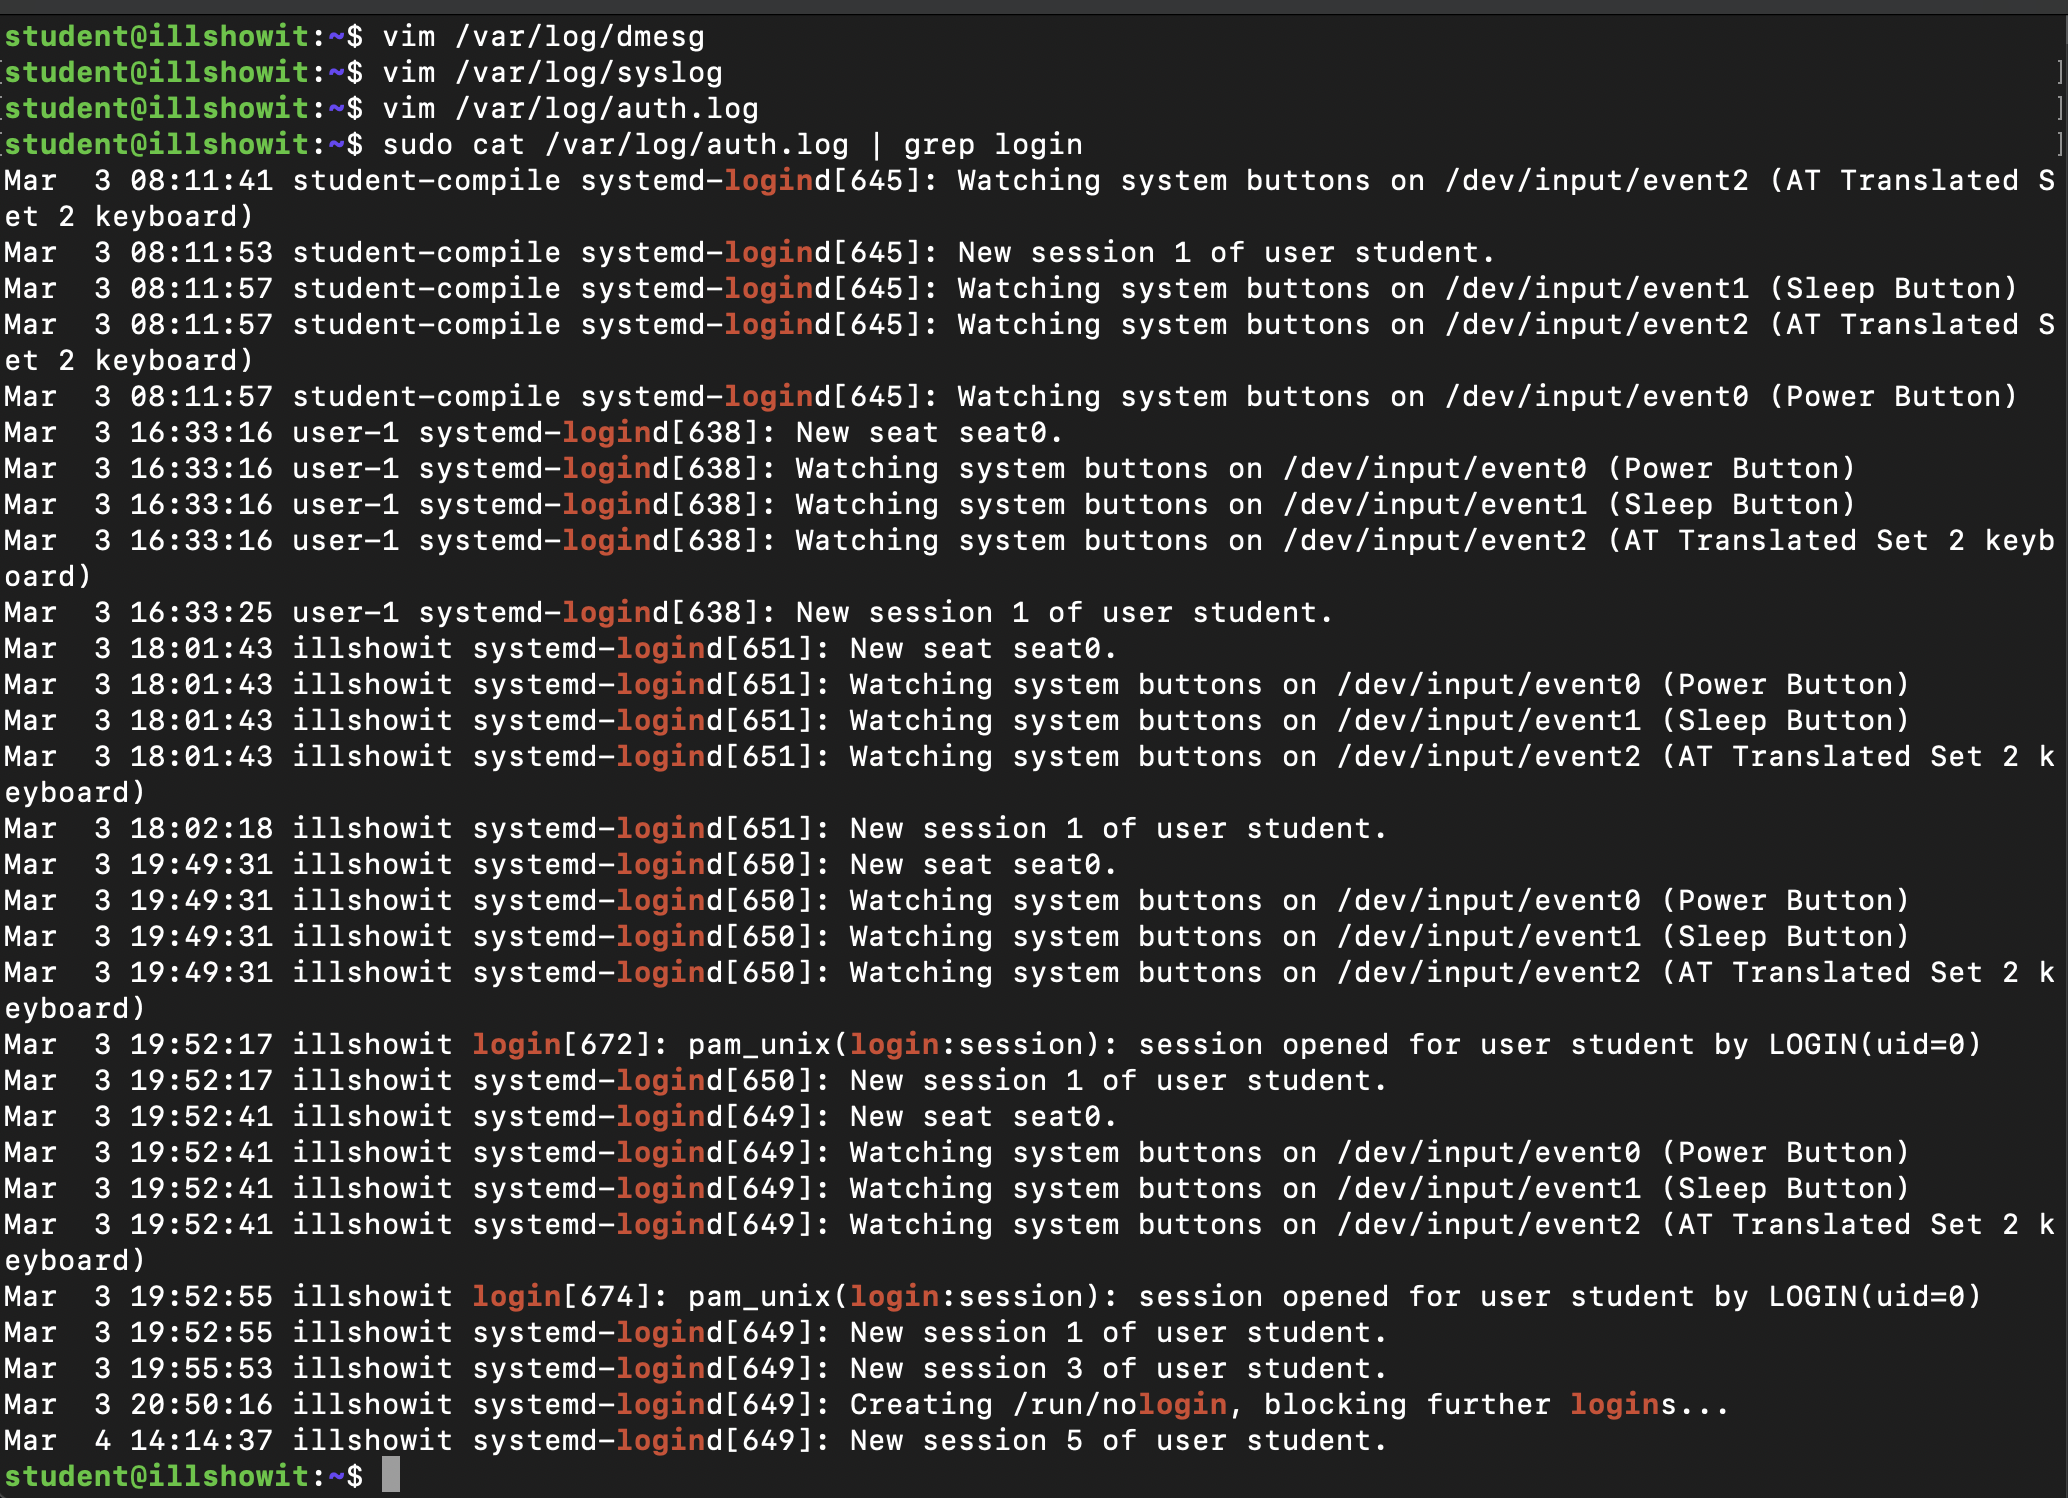 student@illshowit:~$ vim /var/log/dmesg
student@illshowit:~$ vim /var/log/syslog
student@illshowit:~$ vim /var/log/auth.log
student@illshowit:~$ sudo cat /var/log/auth.log | grep login
Mar  3 08:11:41 student-compile systemd-logind[645]: Watching system buttons on /dev/input/event2 (AT Translated S
et 2 keyboard)
Mar  3 08:11:53 student-compile systemd-logind[645]: New session 1 of user student.
Mar  3 08:11:57 student-compile systemd-logind[645]: Watching system buttons on /dev/input/event1 (Sleep Button)
Mar  3 08:11:57 student-compile systemd-logind[645]: Watching system buttons on /dev/input/event2 (AT Translated S
et 2 keyboard)
Mar  3 08:11:57 student-compile systemd-logind[645]: Watching system buttons on /dev/input/event0 (Power Button)
Mar  3 16:33:16 user-1 systemd-logind[638]: New seat seat0.
Mar  3 16:33:16 user-1 systemd-logind[638]: Watching system buttons on /dev/input/event0 (Power Button)
Mar  3 16:33:16 user-1 systemd-logind[638]: Watching system buttons on /dev/input/event1 (Sleep Button)
Mar  3 16:33:16 user-1 systemd-logind[638]: Watching system buttons on /dev/input/event2 (AT Translated Set 2 keyb
oard)
Mar  3 16:33:25 user-1 systemd-logind[638]: New session 1 of user student.
Mar  3 18:01:43 illshowit systemd-logind[651]: New seat seat0.
Mar  3 18:01:43 illshowit systemd-logind[651]: Watching system buttons on /dev/input/event0 (Power Button)
Mar  3 18:01:43 illshowit systemd-logind[651]: Watching system buttons on /dev/input/event1 (Sleep Button)
Mar  3 18:01:43 illshowit systemd-logind[651]: Watching system buttons on /dev/input/event2 (AT Translated Set 2 k
eyboard)
Mar  3 18:02:18 illshowit systemd-logind[651]: New session 1 of user student.
Mar  3 19:49:31 illshowit systemd-logind[650]: New seat seat0.
Mar  3 19:49:31 illshowit systemd-logind[650]: Watching system buttons on /dev/input/event0 (Power Button)
Mar  3 19:49:31 illshowit systemd-logind[650]: Watching system buttons on /dev/input/event1 (Sleep Button)
Mar  3 19:49:31 illshowit systemd-logind[650]: Watching system buttons on /dev/input/event2 (AT Translated Set 2 k
eyboard)
Mar  3 19:52:17 illshowit login[672]: pam_unix(login:session): session opened for user student by LOGIN(uid=0)
Mar  3 19:52:17 illshowit systemd-logind[650]: New session 1 of user student.
Mar  3 19:52:41 illshowit systemd-logind[649]: New seat seat0.
Mar  3 19:52:41 illshowit systemd-logind[649]: Watching system buttons on /dev/input/event0 (Power Button)
Mar  3 19:52:41 illshowit systemd-logind[649]: Watching system buttons on /dev/input/event1 (Sleep Button)
Mar  3 19:52:41 illshowit systemd-logind[649]: Watching system buttons on /dev/input/event2 (AT Translated Set 2 k
eyboard)
Mar  3 19:52:55 illshowit login[674]: pam_unix(login:session): session opened for user student by LOGIN(uid=0)
Mar  3 19:52:55 illshowit systemd-logind[649]: New session 1 of user student.
Mar  3 19:55:53 illshowit systemd-logind[649]: New session 3 of user student.
Mar  3 20:50:16 illshowit systemd-logind[649]: Creating /run/nologin, blocking further logins...
Mar  4 14:14:37 illshowit systemd-logind[649]: New session 5 of user student.
student@illshowit:~$